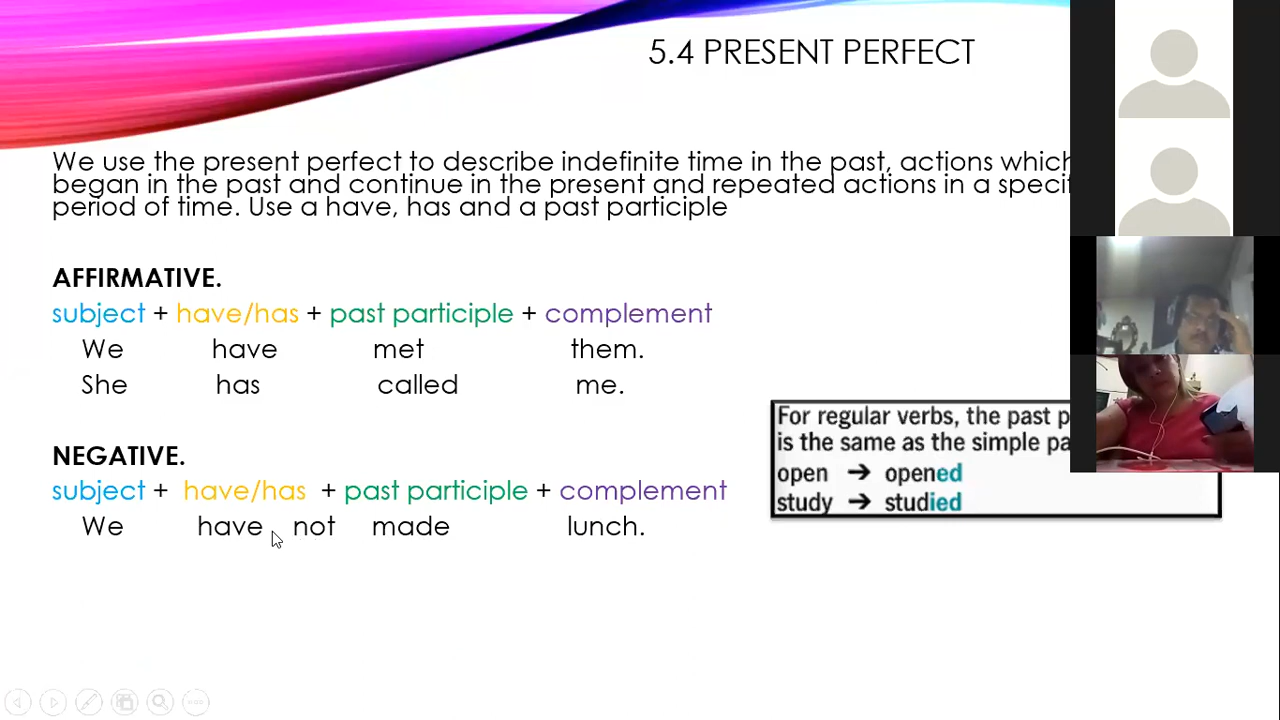 5.4 PRESENT PERFECT
We use the present perfect to describe indefinite time in the past, actions which
began in the past and continue in the present and repeated actions in a
period of time. Use a have, has and a past participle
AFFIRMATIVE.
subject + have/has + past participle + complement
We have met them.
She has called me.
NEGATIVE.
subject + have/has + past participle + complement
We have not made lunch.
For regular verbs, the past
is the same as the simple
open → opened
study → studied